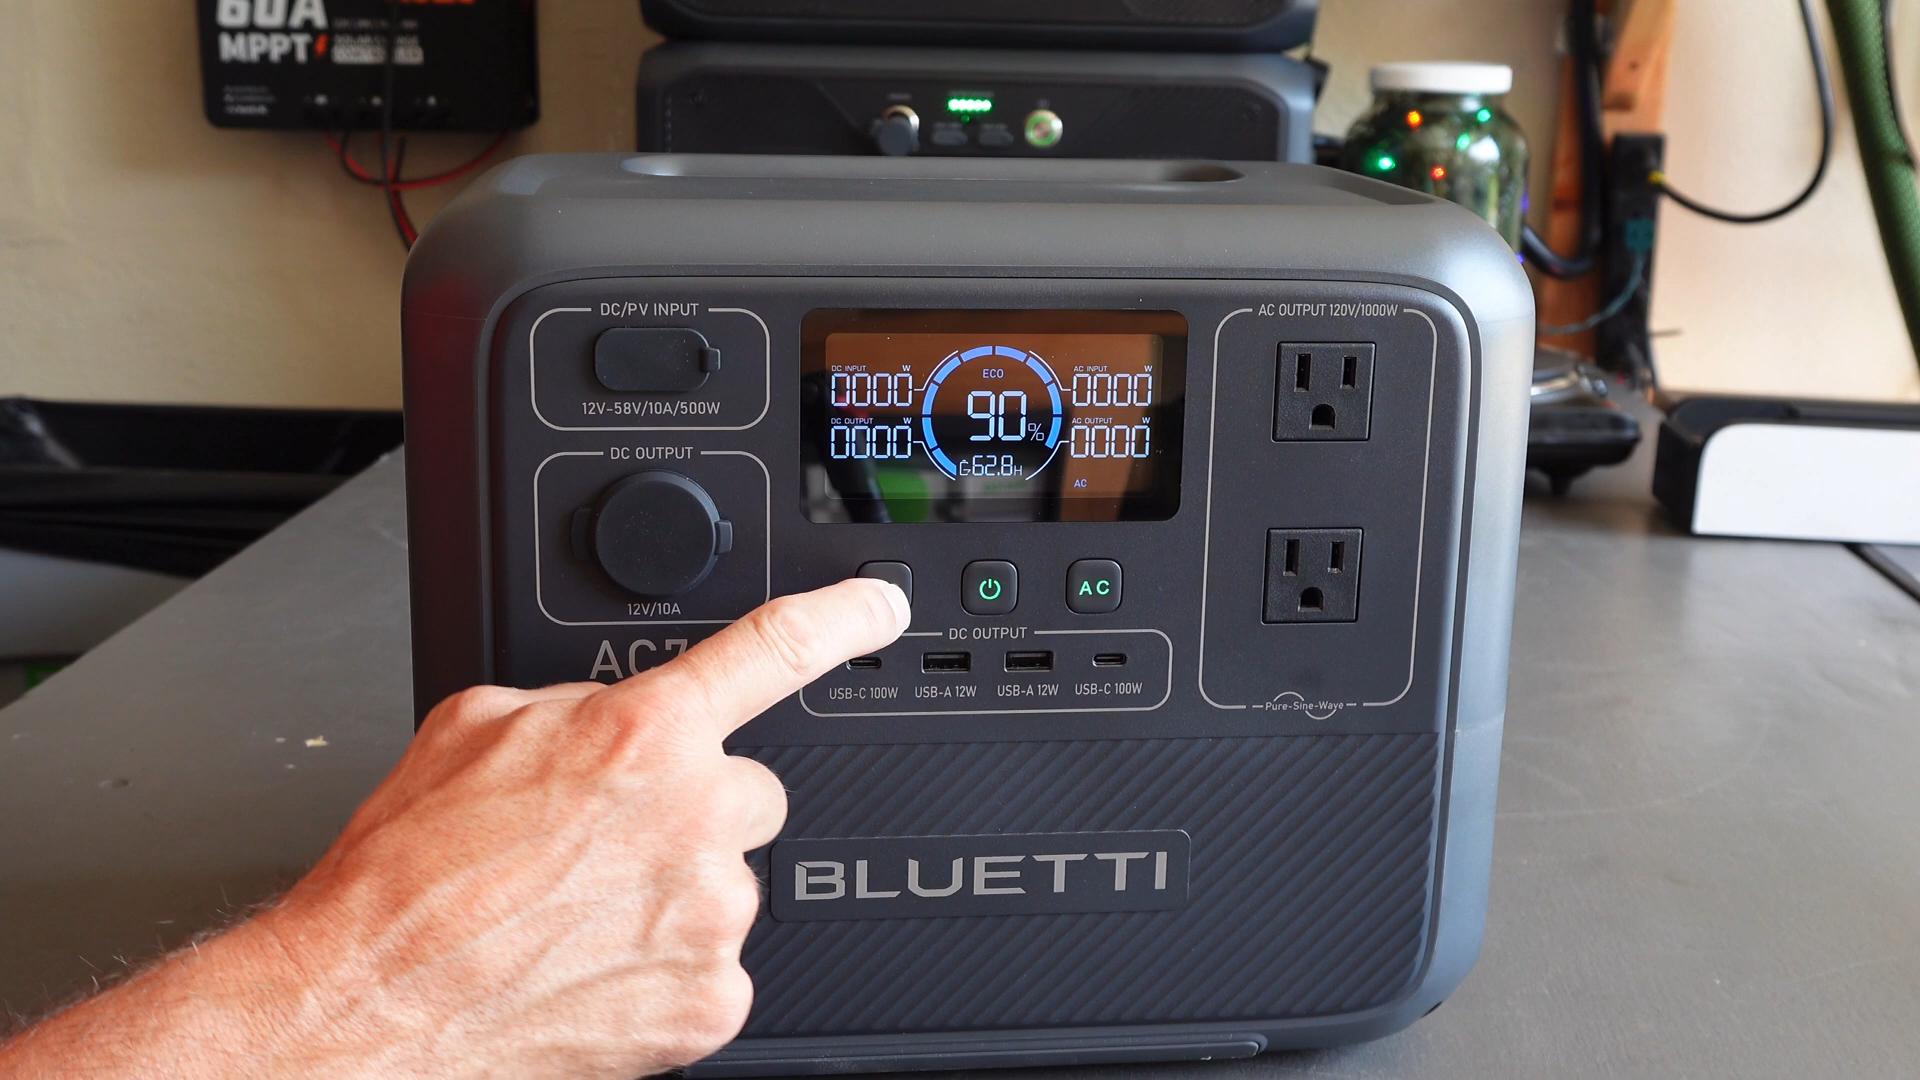 60A
MPPT
DC/PV INPUT
12V-58V/10A/500W
DC OUTPUT
12V/10A
AC7
DC INPUT W
0000
DC OUTPUT W
0000
ECO
90%
62.8H
AC INPUT W
0000
AC OUTPUT W
0000
AC
AC
DC OUTPUT
USB-C 100W USB-A 12W USB-A 12W USB-C 100W
AC OUTPUT 120V/1000W
Pure-Sine-Wave
BLUETTI